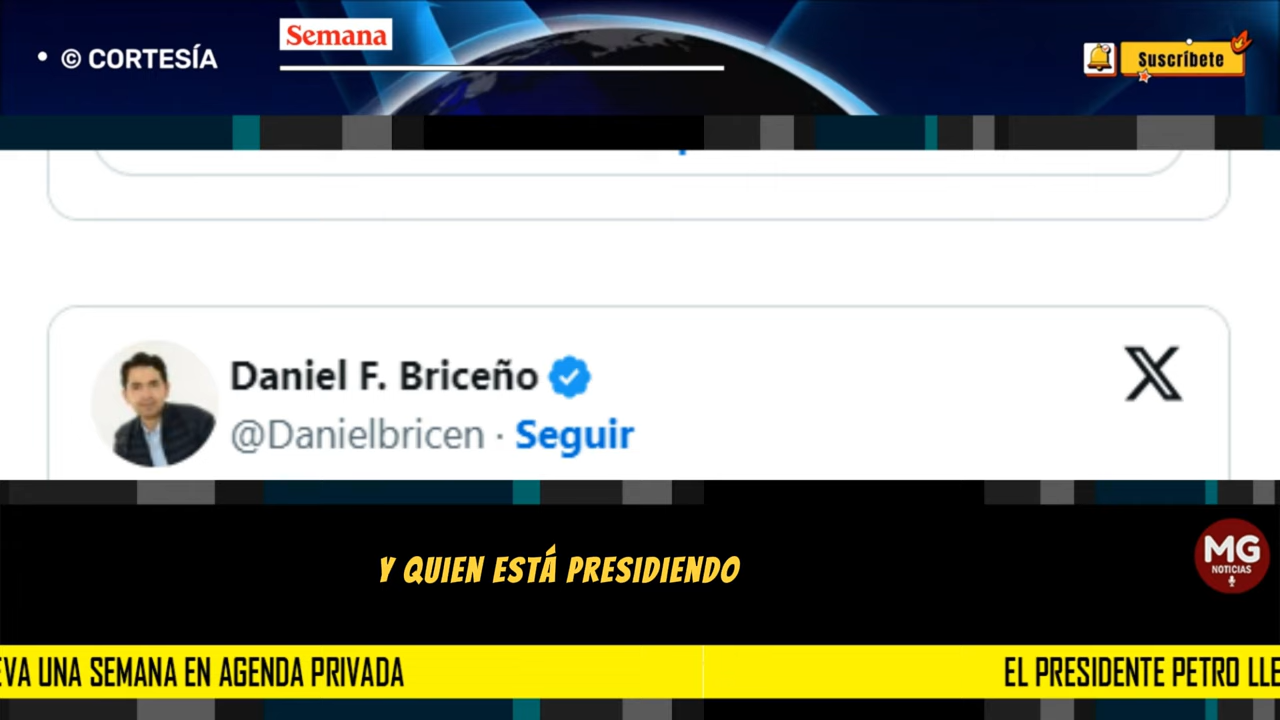 • © CORTESÍA
Semana
Suscríbete
Daniel F. Briceño
@Danielbricen · Seguir
Y QUIEN ESTÁ PRESIDIENDO
MG
NOTICIAS
EVA UNA SEMANA EN AGENDA PRIVADA
EL PRESIDENTE PETRO LLE